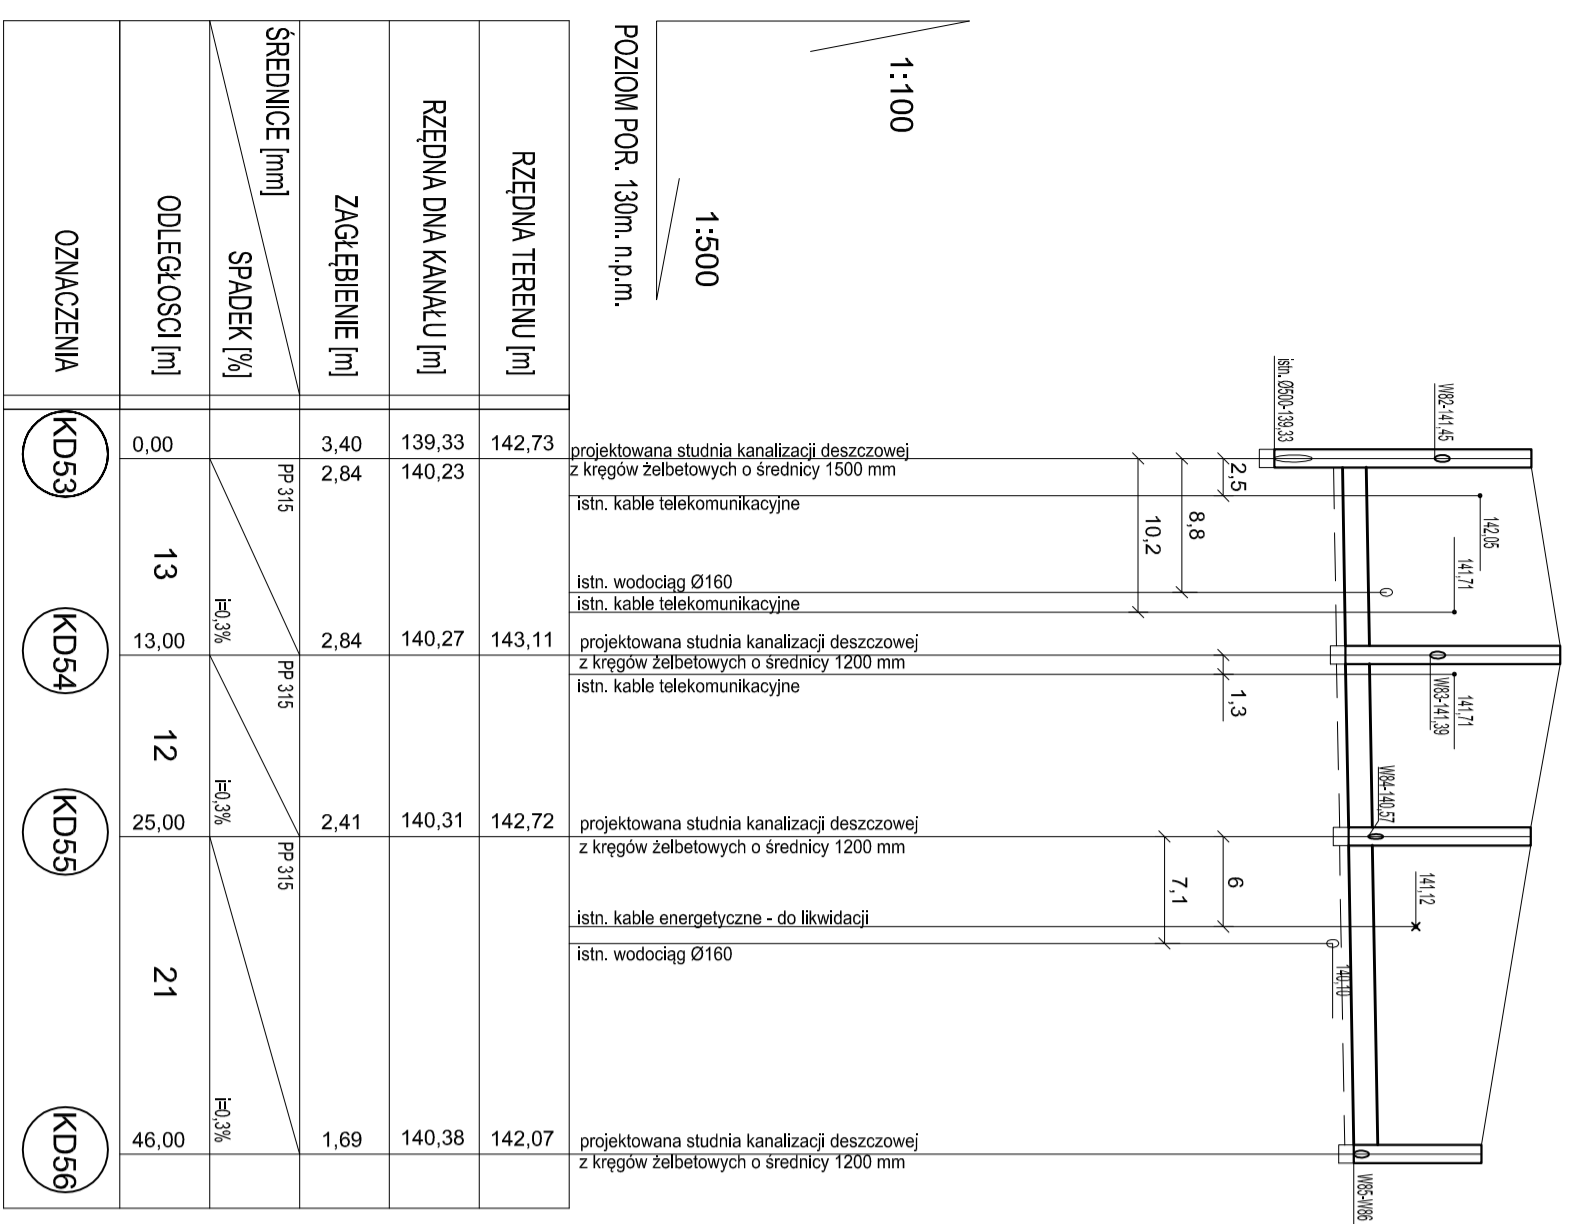 1:100
1:500
POZIOM POR. 130m. n.p.m.
RZĘDNA TERENU [m]
RZĘDNA DNA KANAŁU [m]
ZAGŁĘBIENIE [m]
ŚREDNICE [mm]
SPADEK [%]
ODLEGŁOSCI [m]
OZNACZENIA
istn. Ø500-139,33
W82-141,45
142,05
141,71
W83-141,39
141,71
W84-140,57
141,12
140,10
W85-W86
2,5
8,8
10,2
1,3
6
7,1
projektowana studnia kanalizacji deszczowej
z kręgów żelbetowych o średnicy 1500 mm
istn. kable telekomunikacyjne
istn. wodociąg Ø160
istn. kable telekomunikacyjne
projektowana studnia kanalizacji deszczowej
z kręgów żelbetowych o średnicy 1200 mm
istn. kable telekomunikacyjne
projektowana studnia kanalizacji deszczowej
z kręgów żelbetowych o średnicy 1200 mm
istn. kable energetyczne - do likwidacji
istn. wodociąg Ø160
projektowana studnia kanalizacji deszczowej
z kręgów żelbetowych o średnicy 1200 mm
KD53
0,00
3,40
139,33
142,73
2,84
140,23
PP 315
13
i=0,3%
KD54
13,00
2,84
140,27
143,11
PP 315
12
i=0,3%
KD55
25,00
2,41
140,31
142,72
PP 315
21
i=0,3%
KD56
46,00
1,69
140,38
142,07